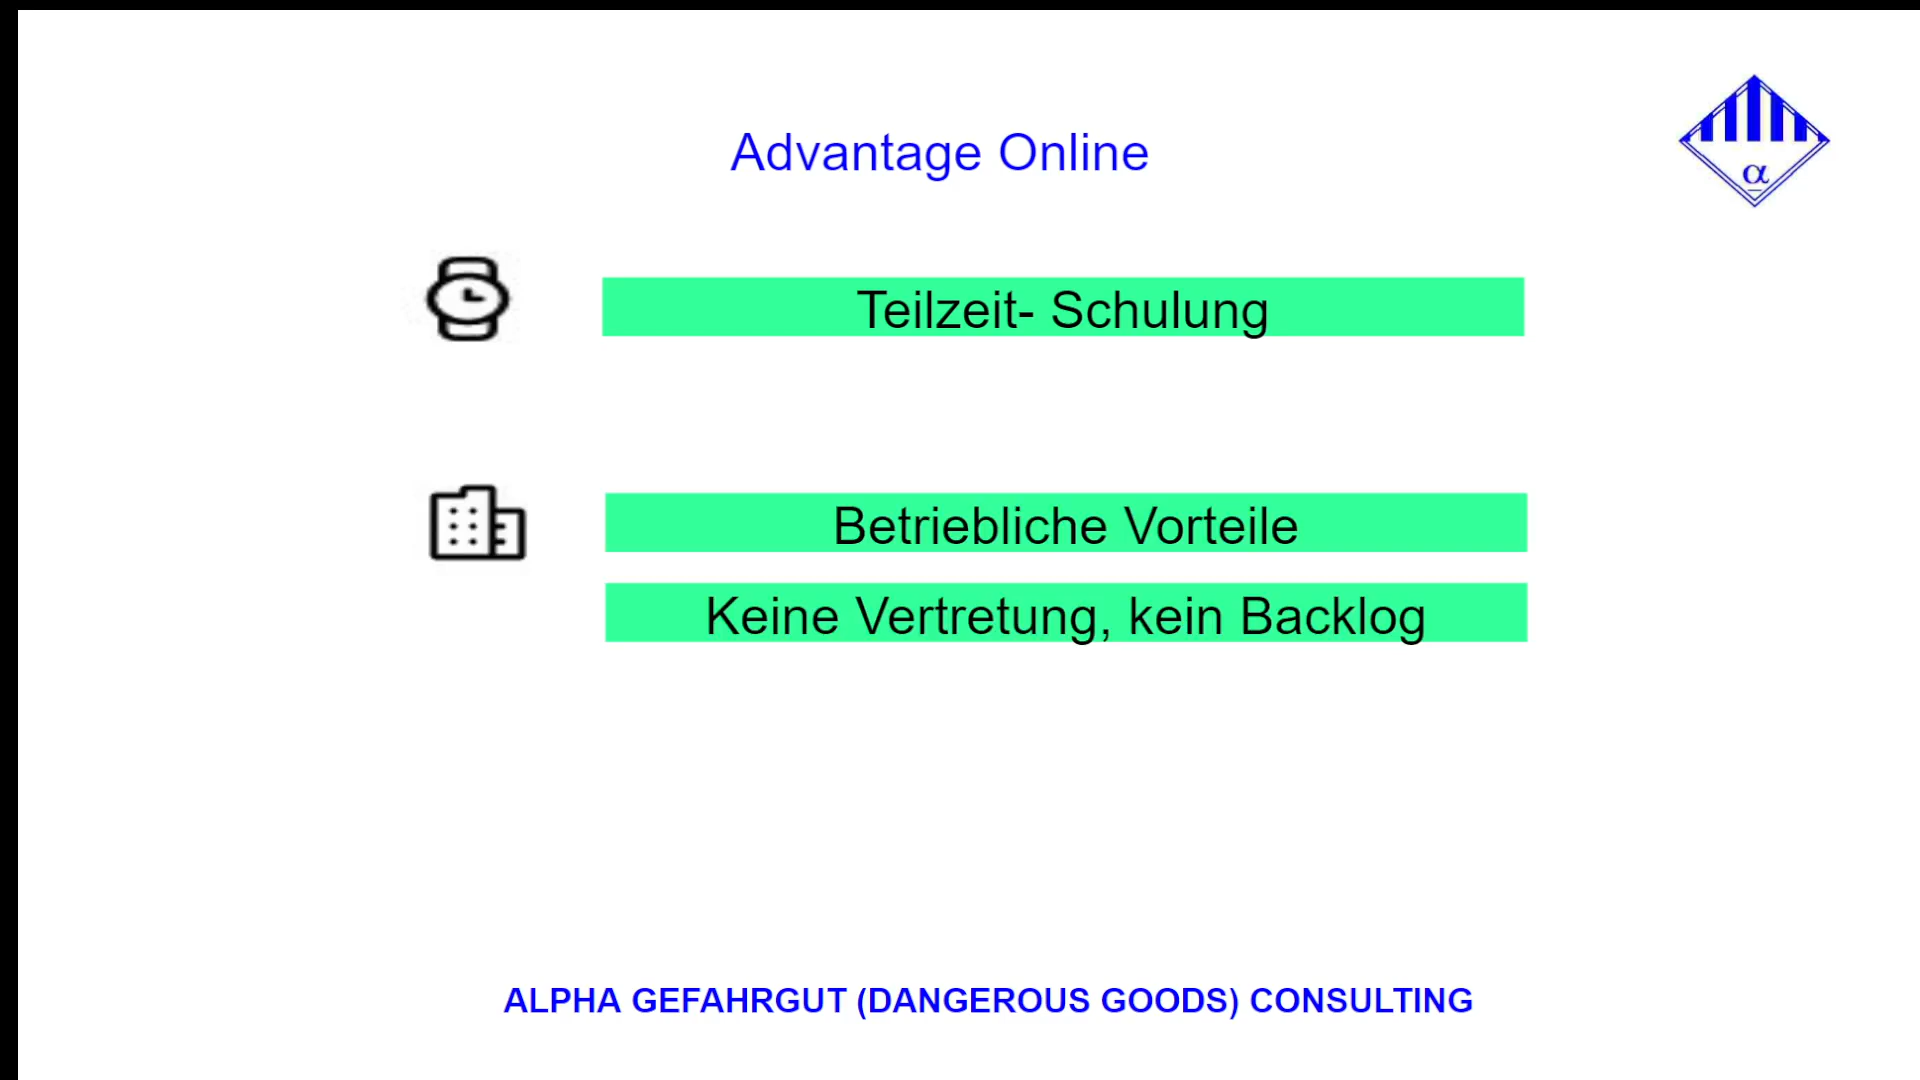 Advantage Online
α
Teilzeit- Schulung
Betriebliche Vorteile
Keine Vertretung, kein Backlog
ALPHA GEFAHRGUT (DANGEROUS GOODS) CONSULTING